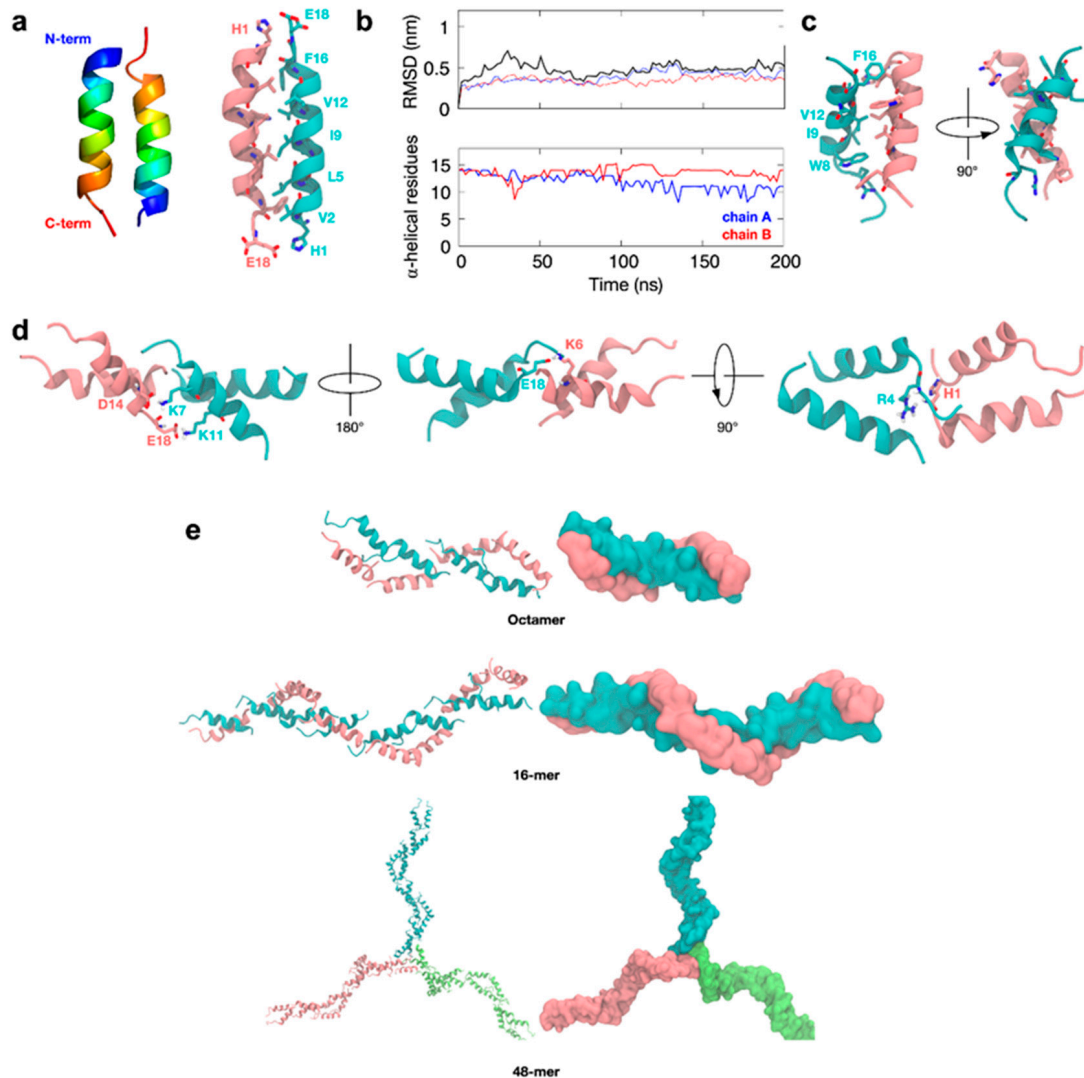 a
N-term
C-term
H1
E18
F16
V12
I9
L5
V2
E18
H1
b
RMSD (nm)
1
0.5
0
α-helical residues
15
10
5
0
chain A
chain B
0
50
100
150
200
Time (ns)
c
F16
V12
I9
W8
90°
d
D14
K7
E18
K11
180°
K6
E18
90°
R4
H1
e
Octamer
16-mer
48-mer